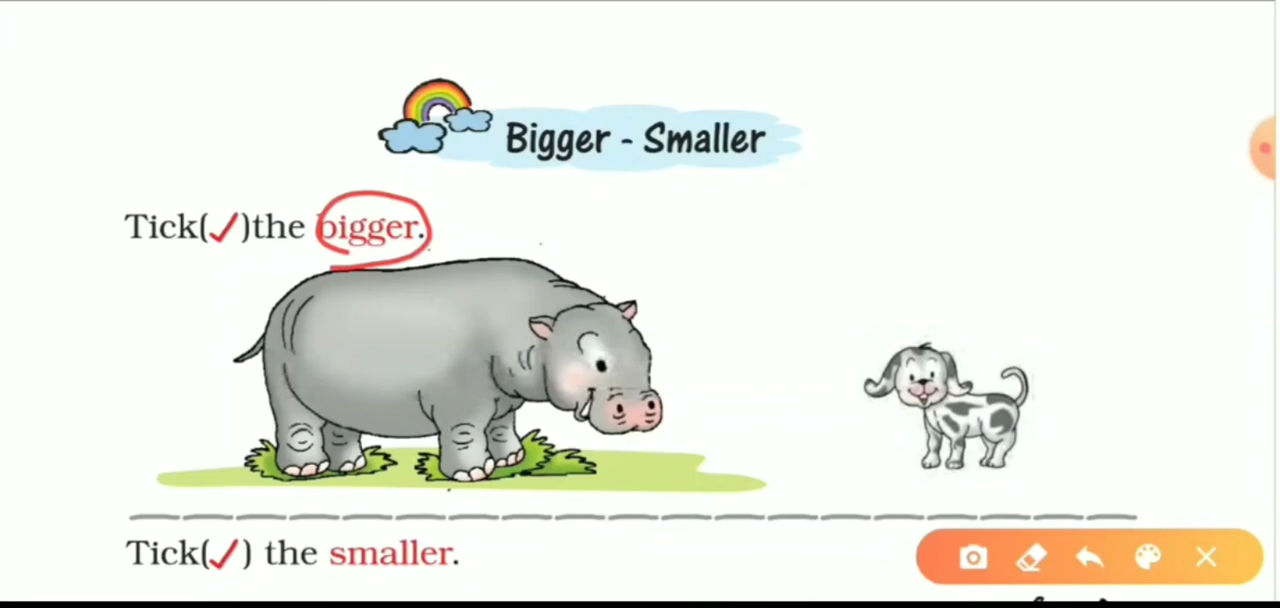 Bigger - Smaller
Tick(✓)the bigger.
Tick(✓) the smaller.